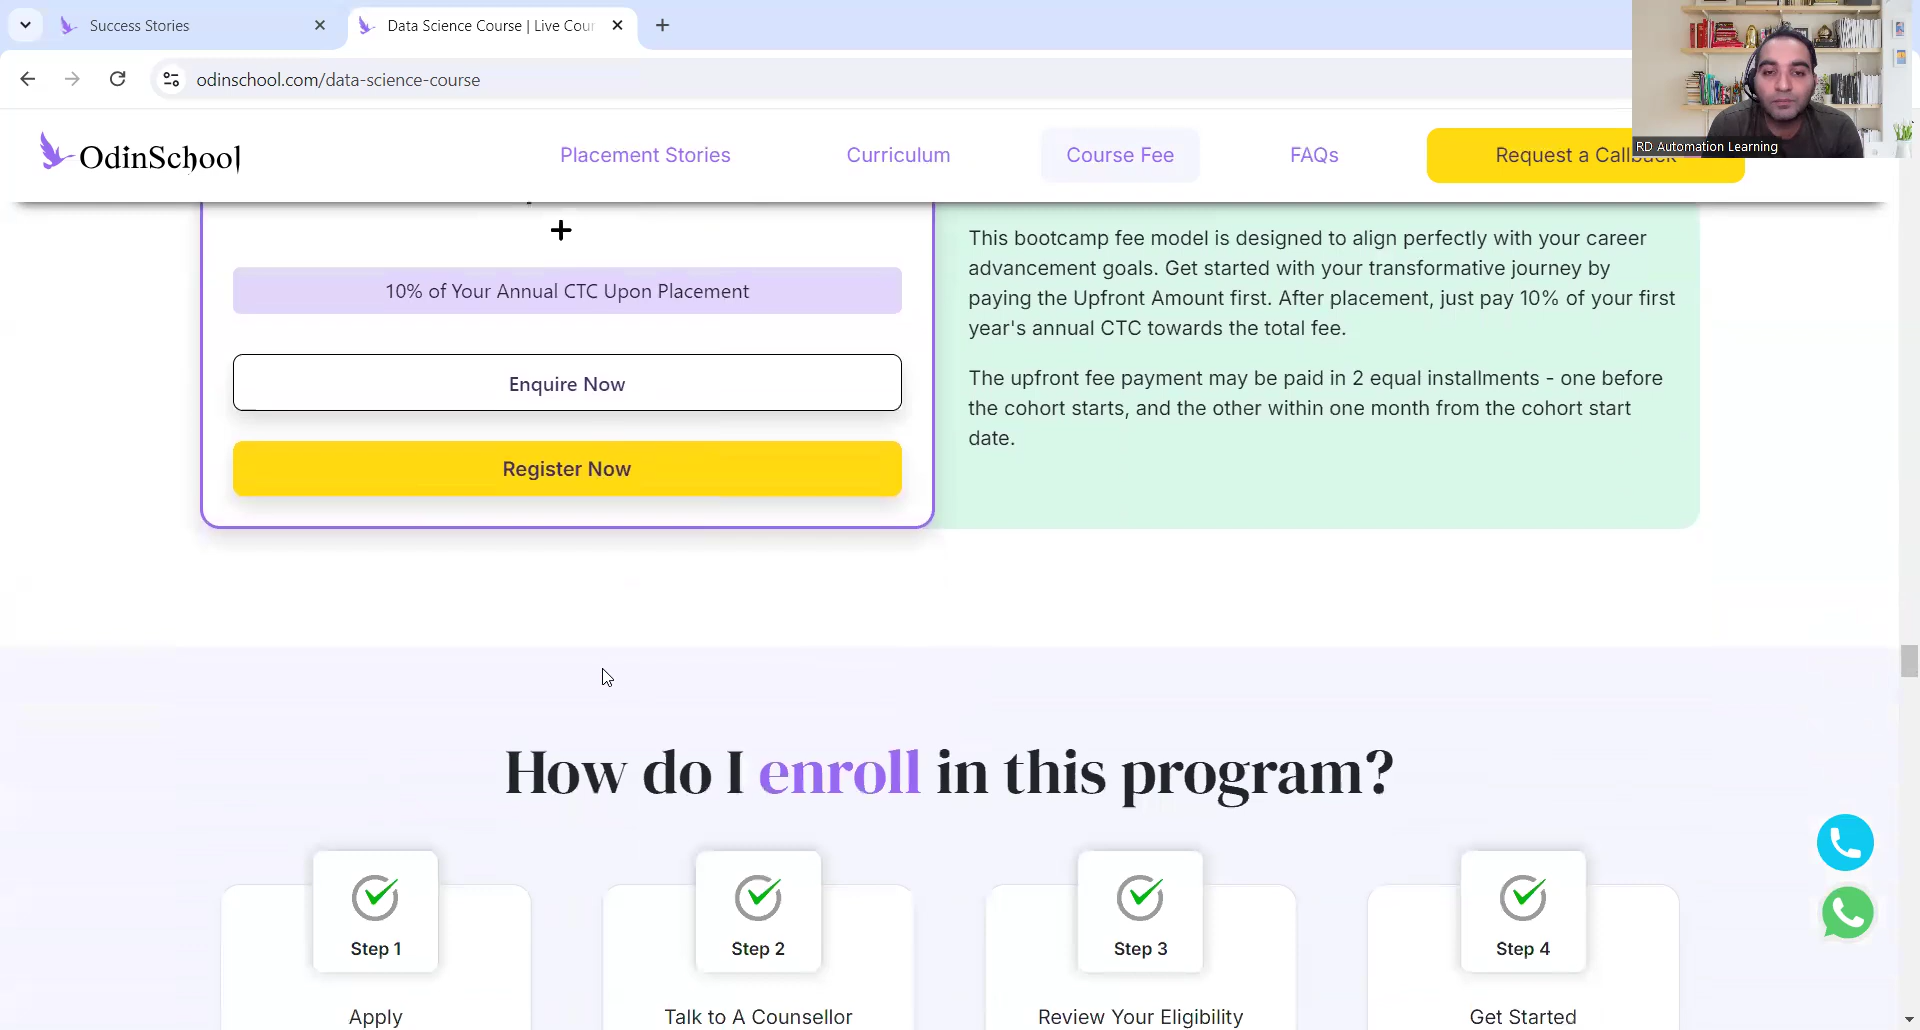 Success Stories
Data Science Course | Live Cour
odinschool.com/data-science-course
OdinSchool
Placement Stories
Curriculum
Course Fee
FAQs
Request a Callback
RD Automation Learning
+
10% of Your Annual CTC Upon Placement
Enquire Now
Register Now
This bootcamp fee model is designed to align perfectly with your career
advancement goals. Get started with your transformative journey by
paying the Upfront Amount first. After placement, just pay 10% of your first
year's annual CTC towards the total fee.
The upfront fee payment may be paid in 2 equal installments - one before
the cohort starts, and the other within one month from the cohort start
date.
How do I enroll in this program?
Step 1
Apply
Step 2
Talk to A Counsellor
Step 3
Review Your Eligibility
Step 4
Get Started